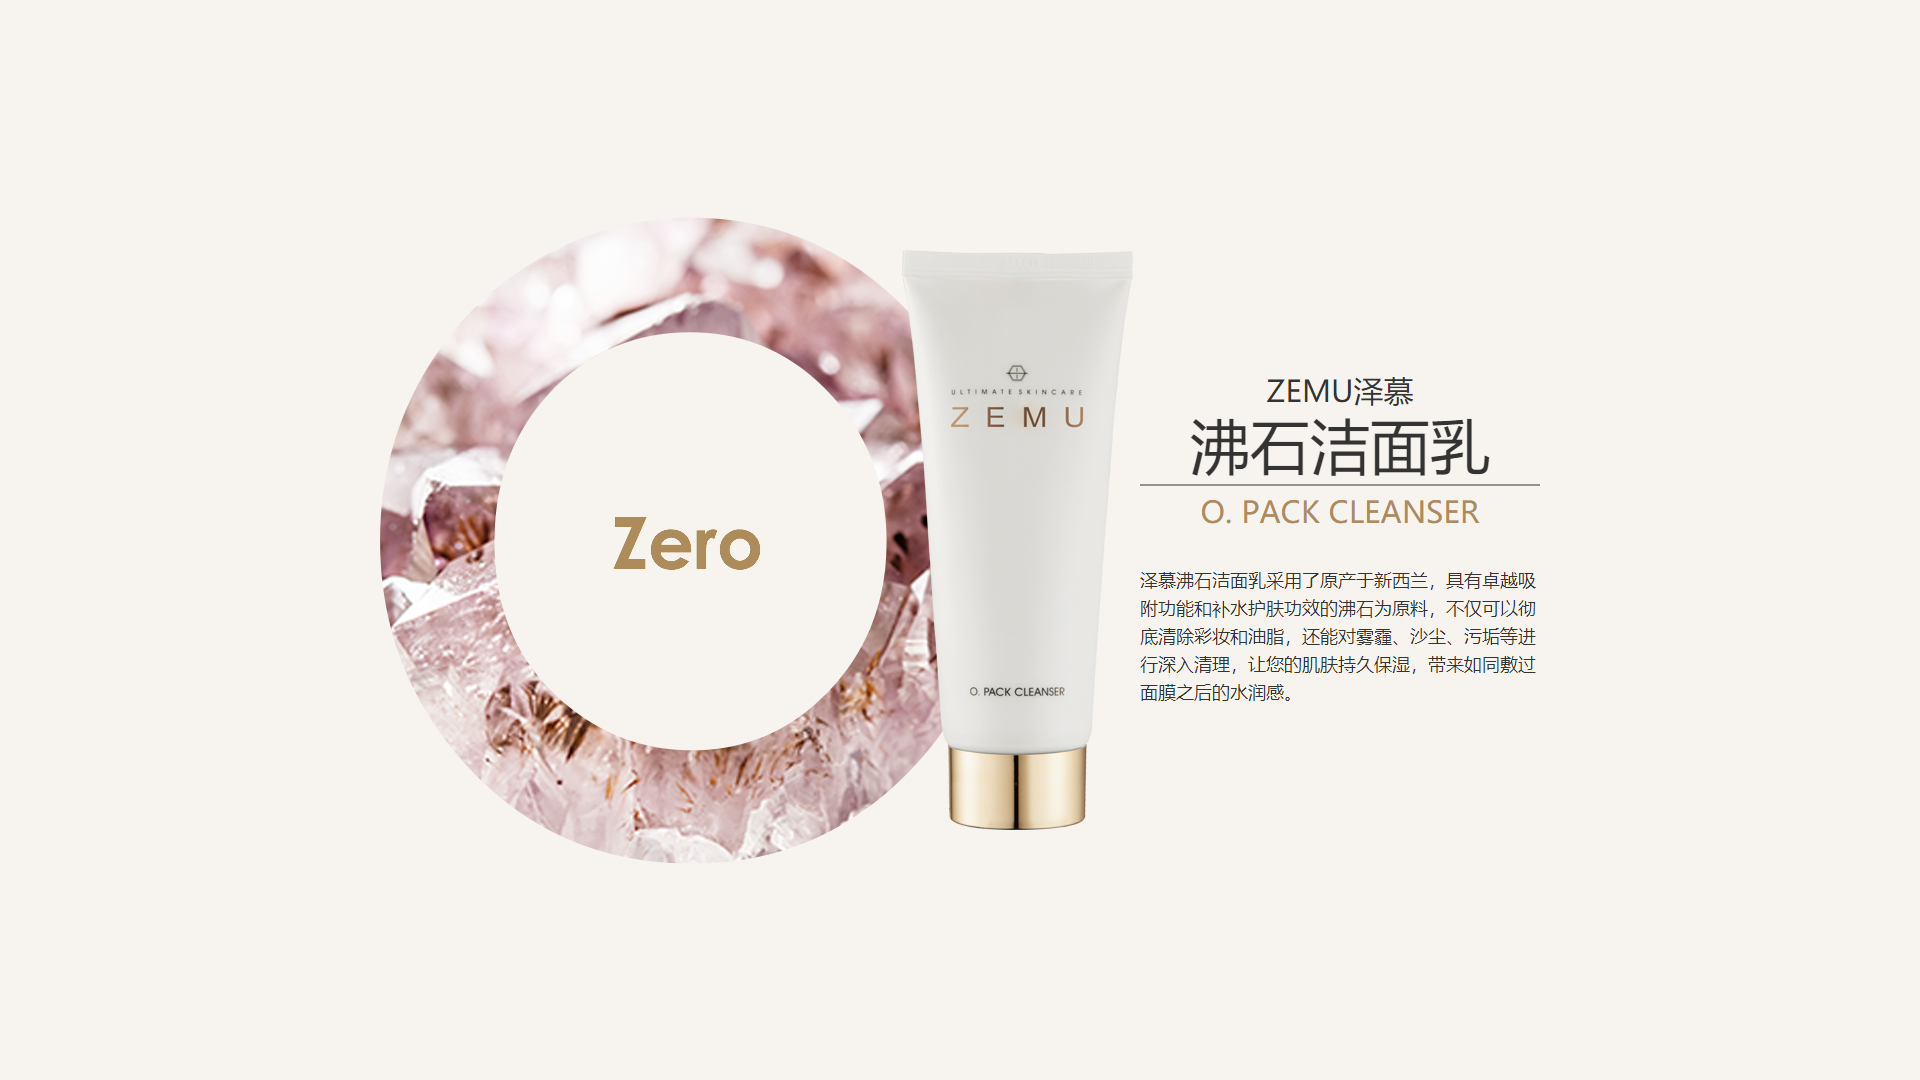 Zero
ULTIMATE SKINCARE
ZEMU
O. PACK CLEANSER
ZEMU泽慕
沸石洁面乳
O. PACK CLEANSER
泽慕沸石洁面乳采用了原产于新西兰，具有卓越吸
附功能和补水护肤功效的沸石为原料，不仅可以彻
底清除彩妆和油脂，还能对雾霾、沙尘、污垢等进
行深入清理，让您的肌肤持久保湿，带来如同敷过
面膜之后的水润感。